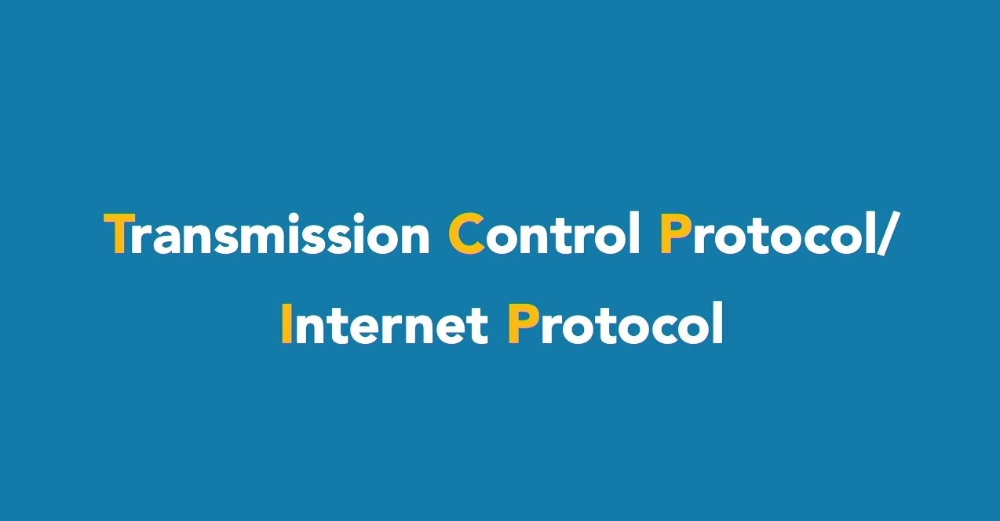 Transmission Control Protocol/
Internet Protocol